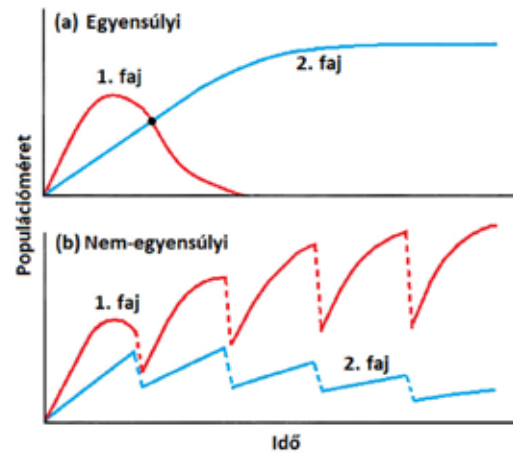 (a) Egyensúlyi
1. faj
2. faj
Populációméret
(b) Nem-egyensúlyi
1. faj
2. faj
Idő